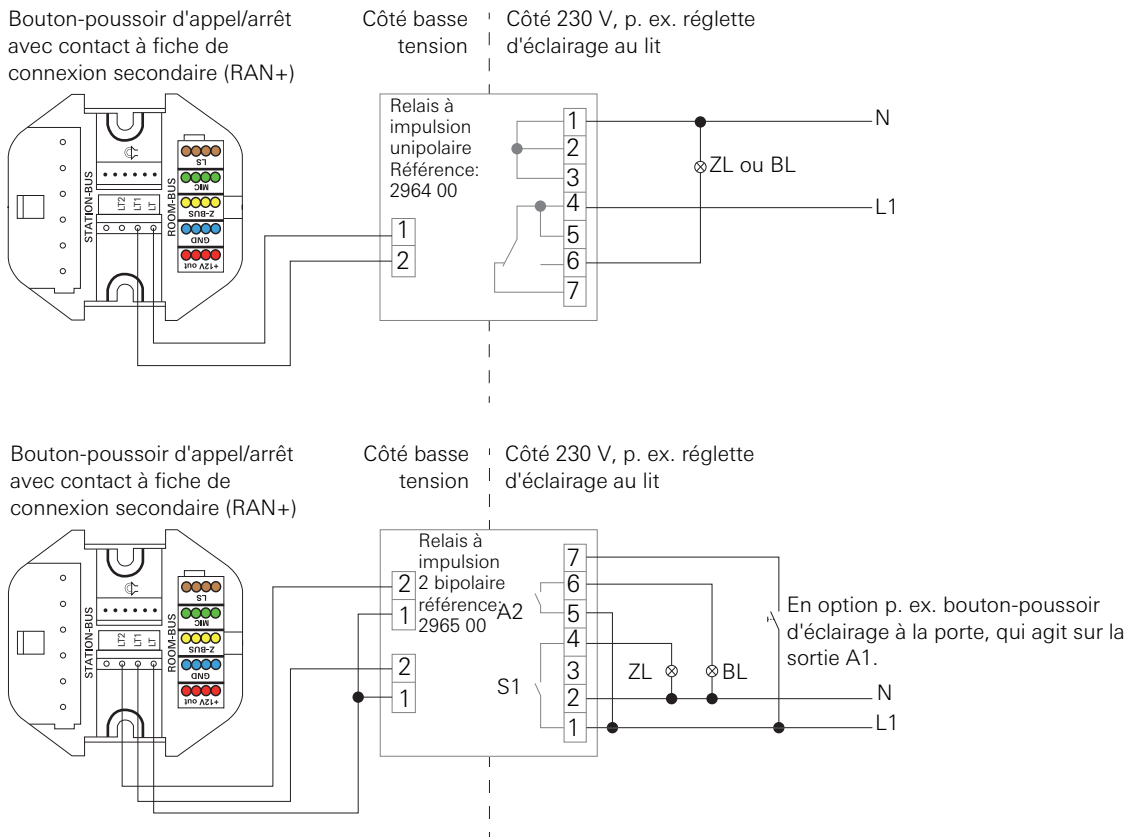 Bouton-poussoir d'appel/arrêt
avec contact à fiche de
connexion secondaire (RAN+)
Côté basse
tension
Côté 230 V, p. ex. réglette
d'éclairage au lit
STATION-BUS
LT2
LT1
LT
ROOM-BUS
LS
MIC
Z-BUS
GND
+12V out
Relais à
impulsion
unipolaire
Référence:
2964 00
1
2
1
2
3
4
5
6
7
N
ZL ou BL
L1
Bouton-poussoir d'appel/arrêt
avec contact à fiche de
connexion secondaire (RAN+)
Côté basse
tension
Côté 230 V, p. ex. réglette
d'éclairage au lit
STATION-BUS
LT2
LT1
LT
ROOM-BUS
LS
MIC
Z-BUS
GND
+12V out
Relais à
impulsion
2 bipolaire
référence:
2965 00
2
1
2
1
A2
S1
7
6
5
4
3
2
1
ZL
BL
En option p. ex. bouton-poussoir
d'éclairage à la porte, qui agit sur la
sortie A1.
N
L1